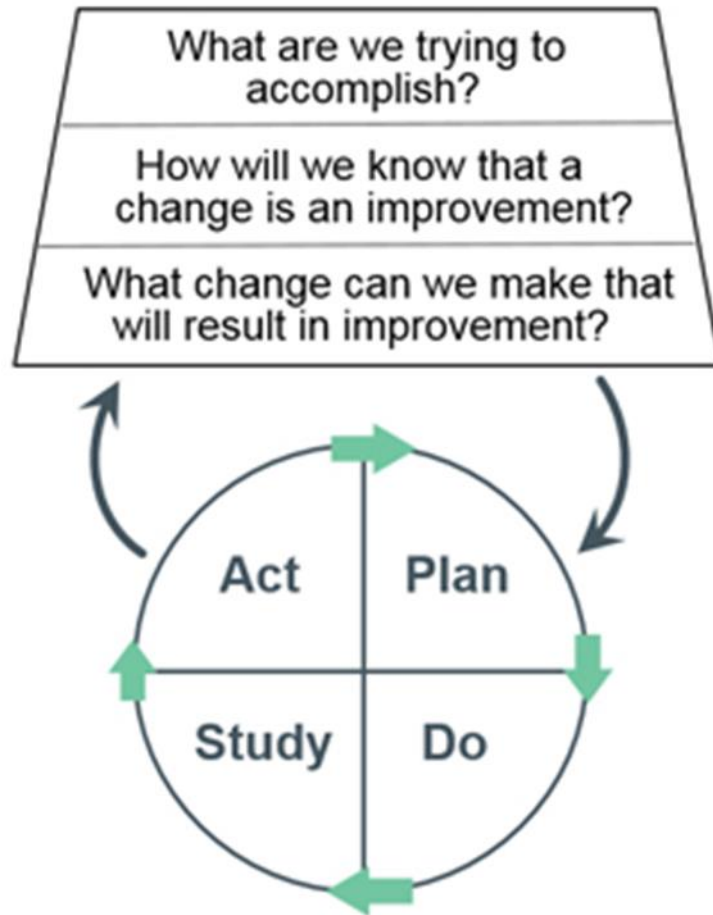 What are we trying to
accomplish?
How will we know that a
change is an improvement?
What change can we make that
will result in improvement?
Act
Plan
Study
Do